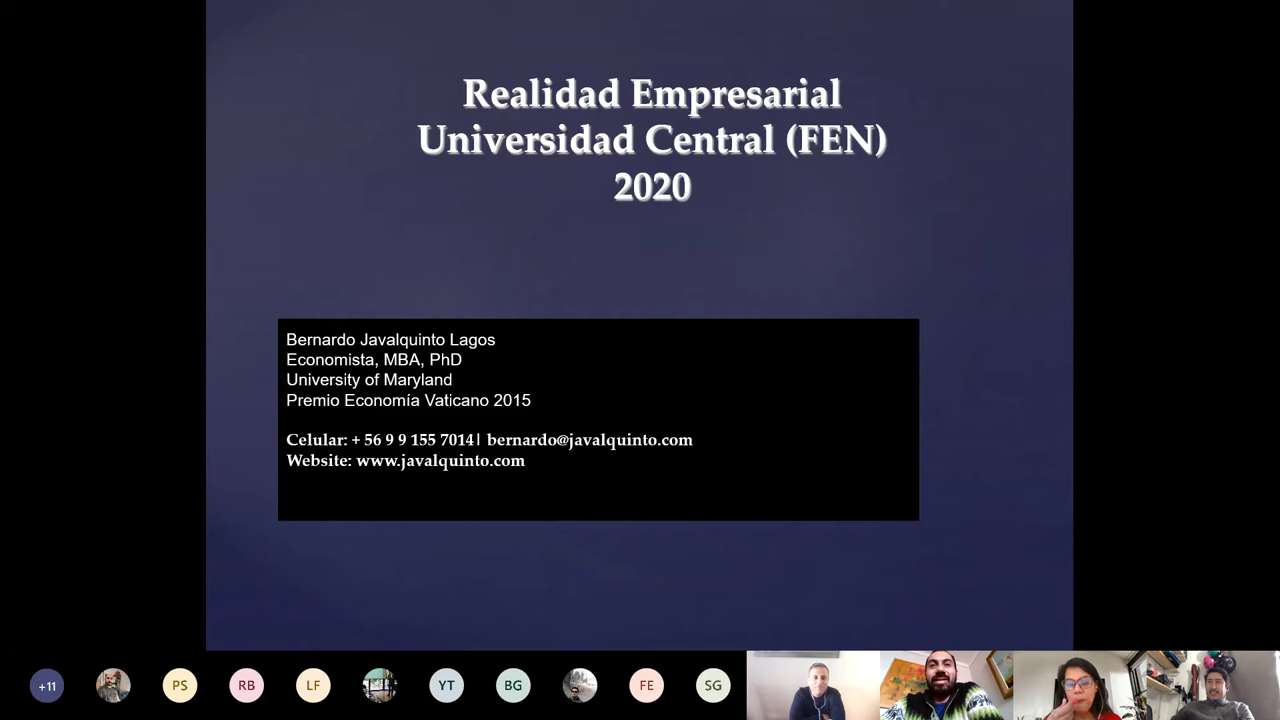 Realidad Empresarial
Universidad Central (FEN)
2020
Bernardo Javalquinto Lagos
Economista, MBA, PhD
University of Maryland
Premio Economía Vaticano 2015
Celular: + 56 9 9 155 7014| bernardo@javalquinto.com
Website: www.javalquinto.com
+11
PS
RB
LF
YT
BG
FE
SG